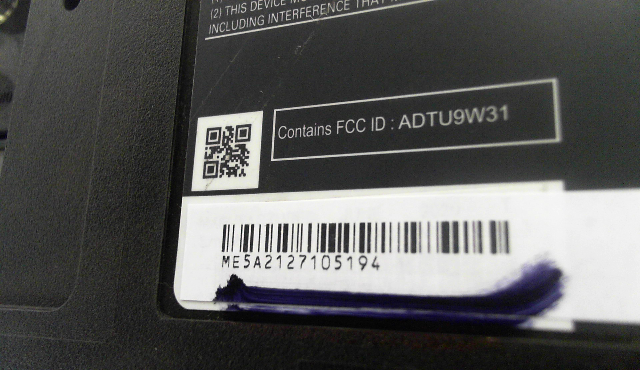 (2) THIS DEVICE
INCLUDING INTERFERENCE THAT
Contains FCC ID : ADTU9W31
ME5A2127105194